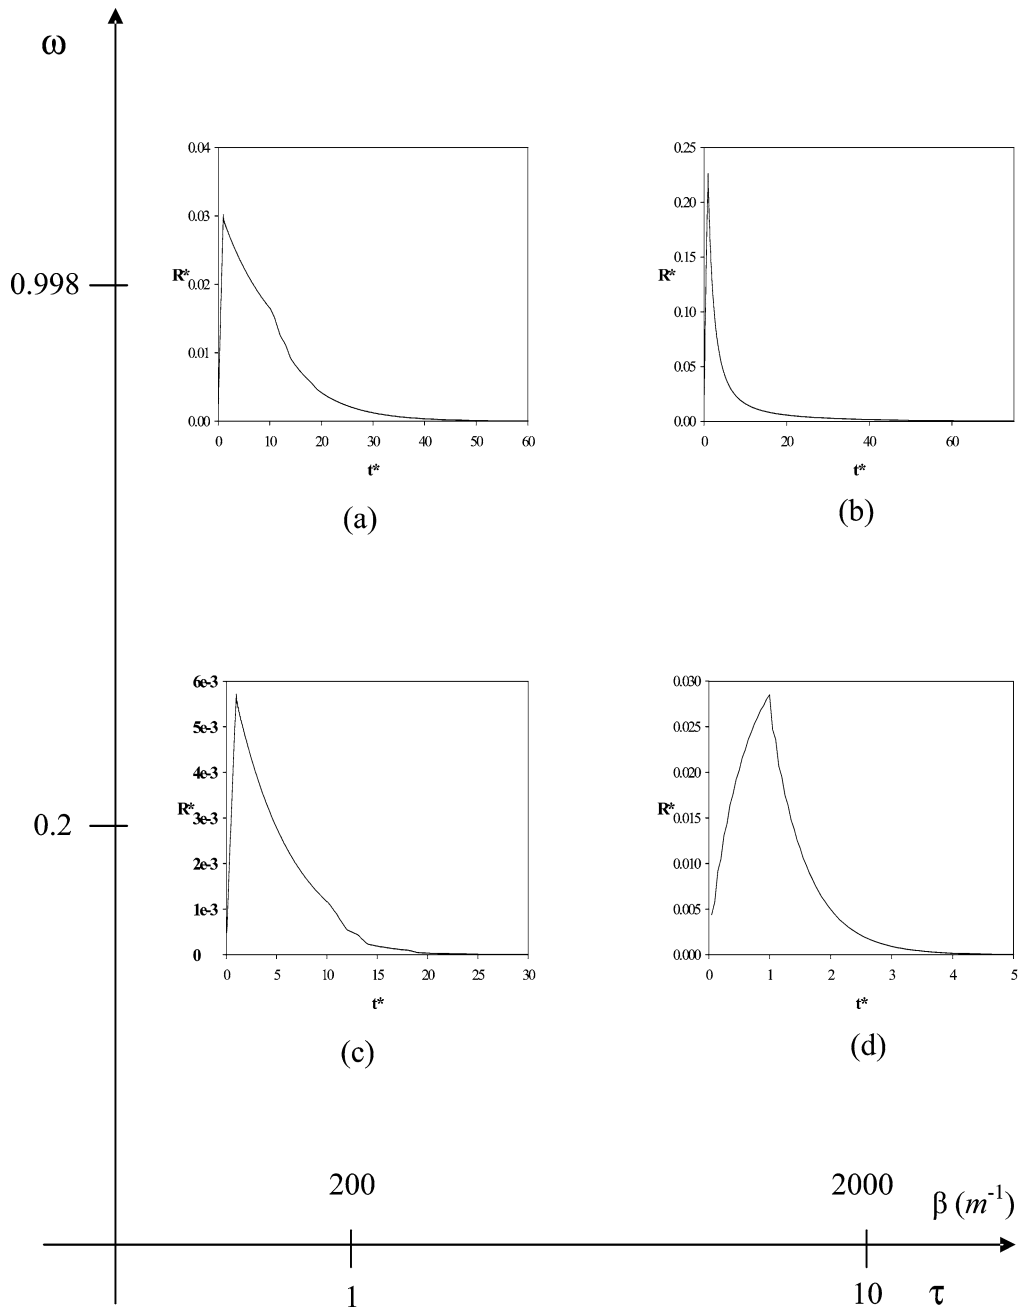 ω
0.04
0.03
R*
0.02
0.01
0.00
0 10 20 30 40 50 60
t*
(a)
0.25
0.20
0.15
R*
0.10
0.05
0.00
0 20 40 60
t*
(b)
0.998
6e-3
5e-3
4e-3
R*
3e-3
2e-3
1e-3
0
0 5 10 15 20 25 30
t*
(c)
0.030
0.025
0.020
R*
0.015
0.010
0.005
0.000
0 1 2 3 4 5
t*
(d)
0.2
200 2000 β (m⁻¹)
1 10 τ